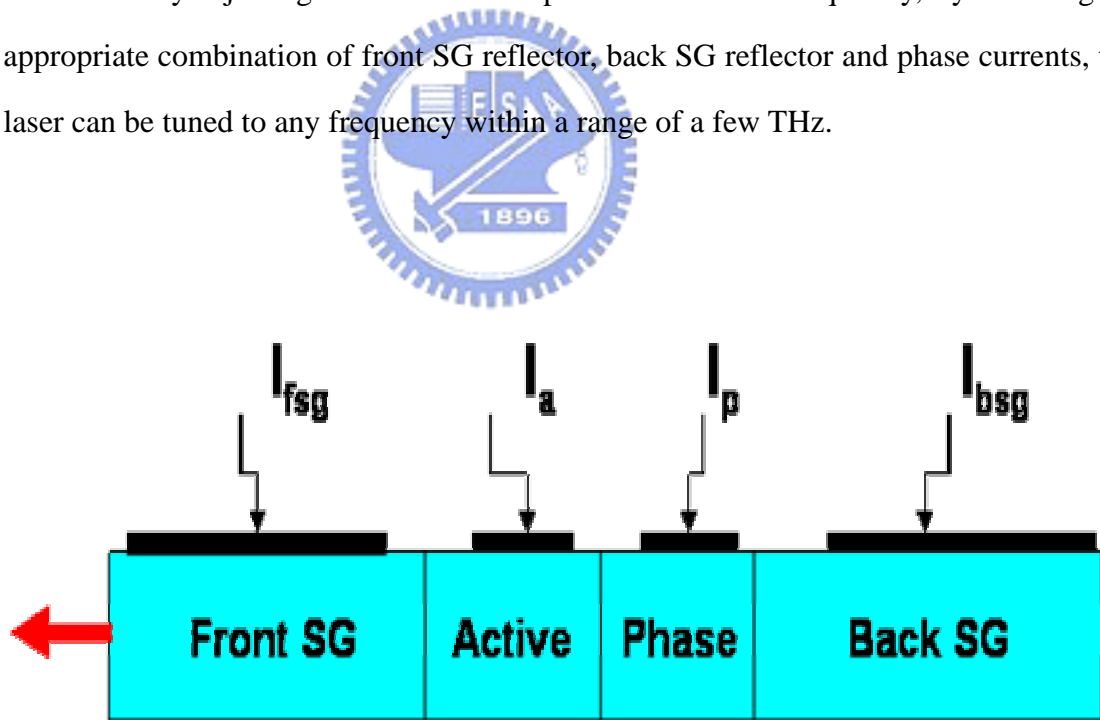 appropriate combination of front SG reflector, back SG reflector and phase currents,
laser can be tuned to any frequency within a range of a few THz.
ESA
1896
Ifsg Ia Ip Ibsg
Front SG Active Phase Back SG